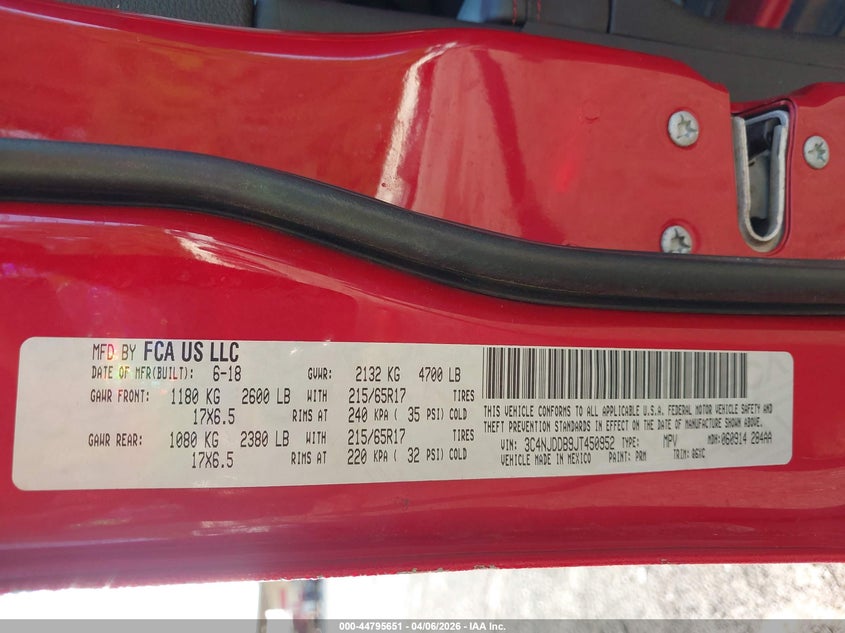 MFD BY FCA US LLC
DATE OF MFR(BUILT): 6-18 GVWR: 2132 KG 4700 LB
GAWR FRONT: 1180 KG 2600 LB WITH 215/65R17 TIRES
17X6.5 RIMS AT 240 KPA ( 35 PSI) COLD
GAWR REAR: 1080 KG 2380 LB WITH 215/65R17 TIRES
17X6.5 RIMS AT 220 KPA ( 32 PSI) COLD
THIS VEHICLE CONFORMS TO ALL APPLICABLE U.S.A. FEDERAL MOTOR VEHICLE SAFETY AND
THEFT PREVENTION STANDARDS IN EFFECT ON THE DATE OF MANUFACTURE SHOWN ABOVE.
VIN: 3C4NJDDB9JT450952 TYPE: MPV MDH: 060914 284AA
VEHICLE MADE IN MEXICO PAINT: PRM TRIM: 06XC
000-44795651 - 04/06/2026 - IAA Inc.